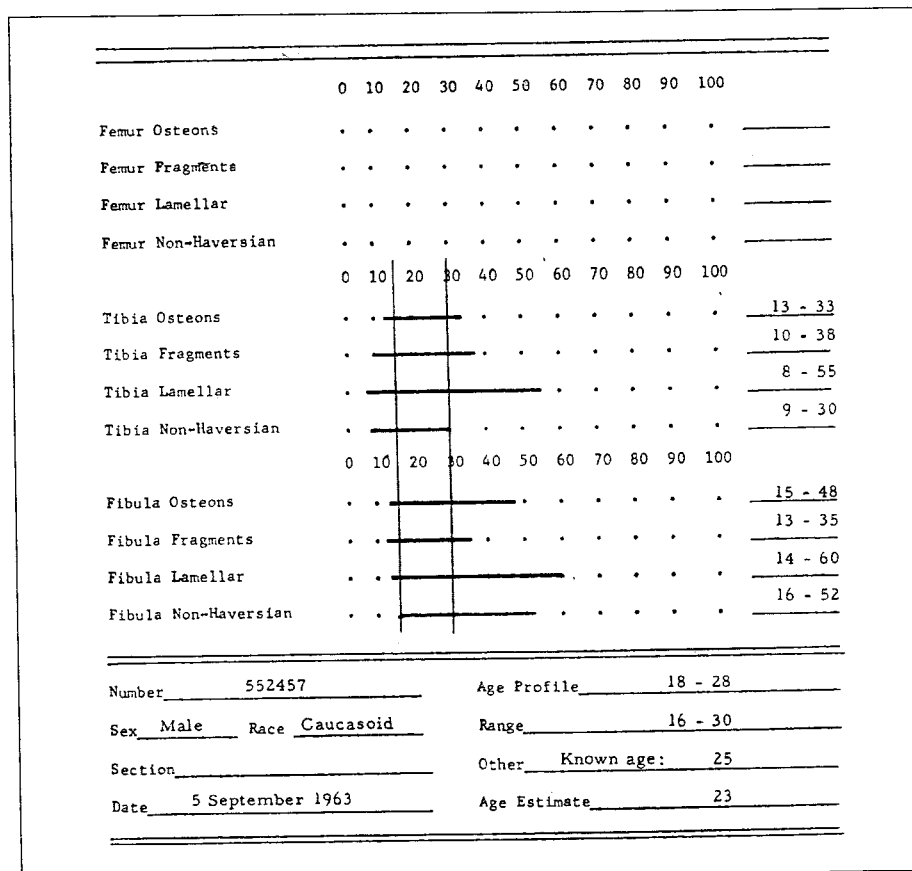 0 10 20 30 40 50 60 70 80 90 100
Femur Osteons
Femur Fragments
Femur Lamellar
Femur Non-Haversian
0 10 20 30 40 50 60 70 80 90 100
Tibia Osteons 13 - 33
Tibia Fragments 10 - 38
Tibia Lamellar 8 - 55
Tibia Non-Haversian 9 - 30
0 10 20 30 40 50 60 70 80 90 100
Fibula Osteons 15 - 48
Fibula Fragments 13 - 35
Fibula Lamellar 14 - 60
Fibula Non-Haversian 16 - 52
Number 552457 Age Profile 18 - 28
Sex Male Race Caucasoid Range 16 - 30
Section Other Known age: 25
Date 5 September 1963 Age Estimate 23